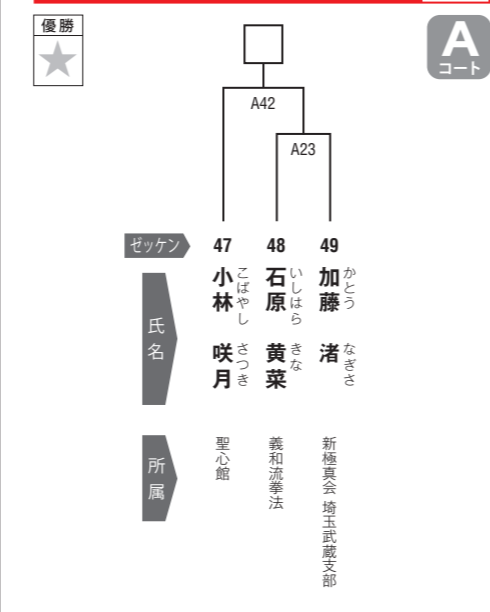 優勝
A
コート
A42
A23
ゼッケン
47
48
49
氏名
小林 咲月
こばやし さつき
石原 黄菜
いしはら きな
加藤 渚
かとう なぎさ
所属
聖心館
義和流拳法
新極真会 埼玉武蔵支部